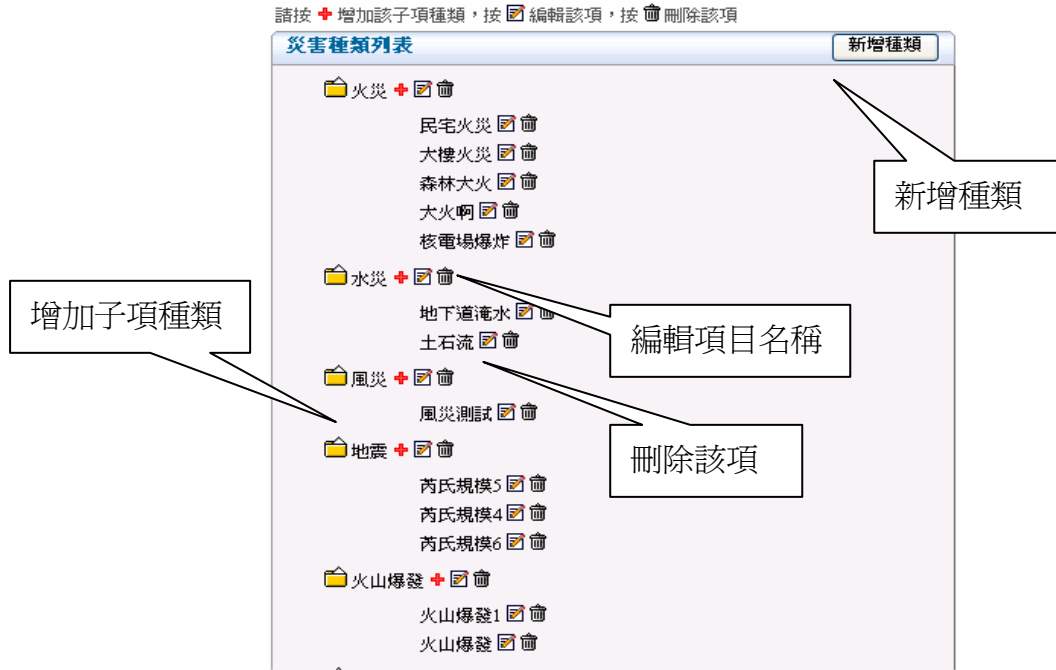 請按 增加該子項種類，按 編輯該項，按 刪除該項
災害種類列表
新增種類
火災
民宅火災
大樓火災
森林大火
大火啊
核電場爆炸
新增種類
水災
地下道淹水
土石流
增加子項種類
編輯項目名稱
風災
風災測試
刪除該項
地震
芮氏規模5
芮氏規模4
芮氏規模6
火山爆發
火山爆發1
火山爆發